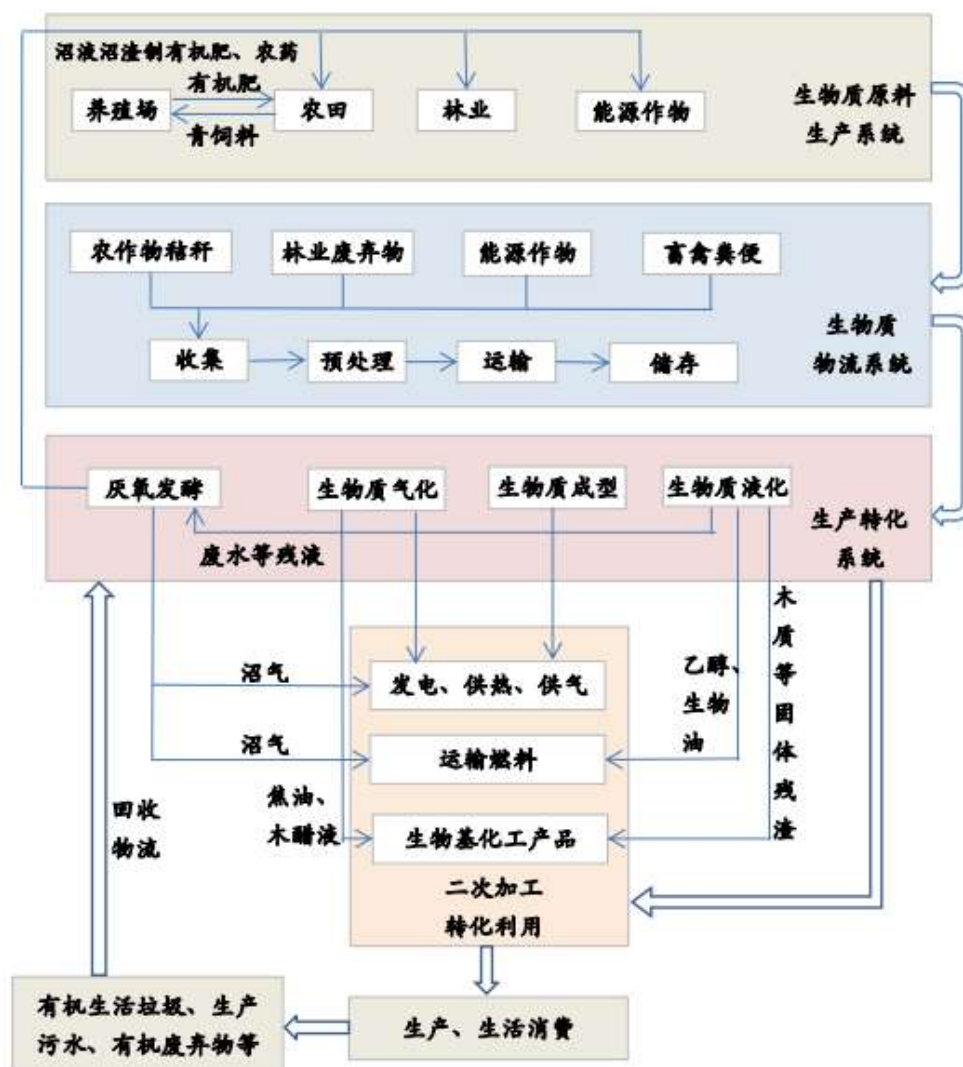 沼液沼渣制有机肥、农药
有机肥
养殖场
农田
林业
能源作物
青饲料
生物质原料
生产系统
农作物秸秆
林业废弃物
能源作物
畜禽粪便
生物质
物流系统
收集
预处理
运输
储存
厌氧发酵
生物质气化
生物质成型
生物质液化
生产转化
系统
废水等残液
木质等固体残渣
乙醇、
生物
油
沼气
发电、供热、供气
沼气
运输燃料
焦油、
木醋液
生物基化工产品
回收
物流
二次加工
转化利用
有机生活垃圾、生产
污水、有机废弃物等
生产、生活消费